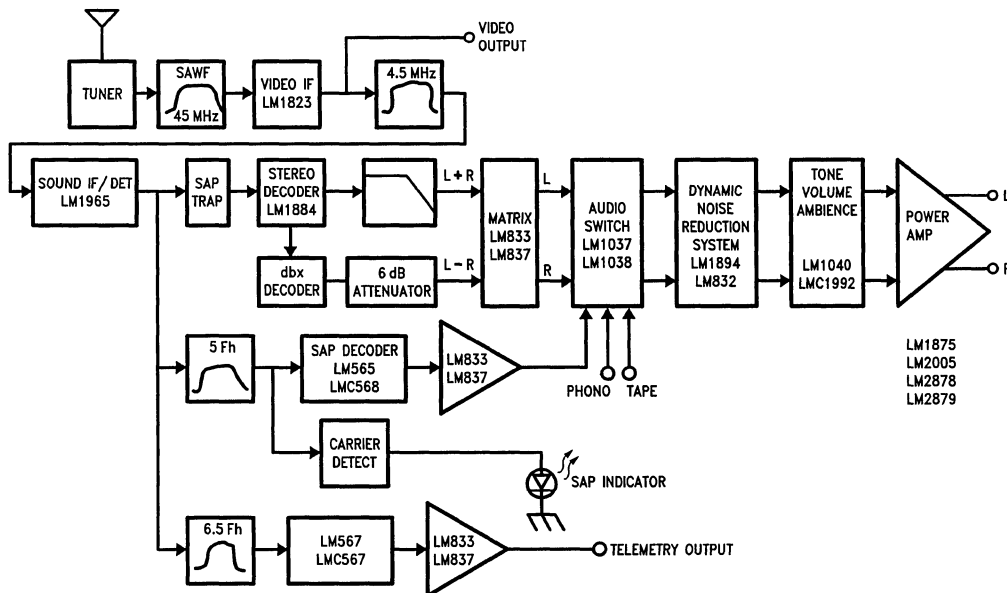 VIDEO
OUTPUT
TUNER
SAWF
45 MHz
VIDEO IF
LM1823
4.5 MHz
SOUND IF/DET
LM1965
SAP
TRAP
STEREO
DECODER
LM1884
L+R
MATRIX
LM833
LM837
L
R
AUDIO
SWITCH
LM1037
LM1038
DYNAMIC
NOISE
REDUCTION
SYSTEM
LM1894
LM832
TONE
VOLUME
AMBIENCE
LM1040
LMC1992
POWER
AMP
L
R
dbx
DECODER
6 dB
ATTENUATOR
L-R
5 Fh
SAP DECODER
LM565
LMC568
LM833
LM837
PHONO
TAPE
LM1875
LM2005
LM2878
LM2879
CARRIER
DETECT
SAP INDICATOR
6.5 Fh
LM567
LMC567
LM833
LM837
TELEMETRY OUTPUT